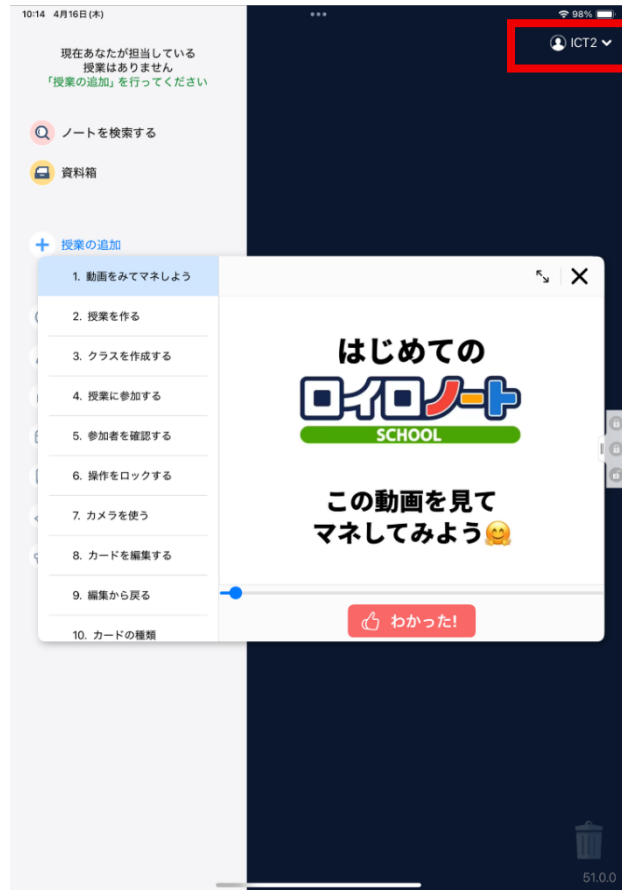 10:14 4月16日(木)
98%
ICT2
現在あなたが担当している
授業はありません
「授業の追加」を行ってください
ノートを検索する
資料箱
授業の追加
1. 動画をみてマネしよう
2. 授業を作る
3. クラスを作成する
4. 授業に参加する
5. 参加者を確認する
6. 操作をロックする
7. カメラを使う
8. カードを編集する
9. 編集から戻る
10. カードの種類
はじめての
ロイロノート
SCHOOL
この動画を見て
マネしてみよう🤗
わかった!
51.0.0